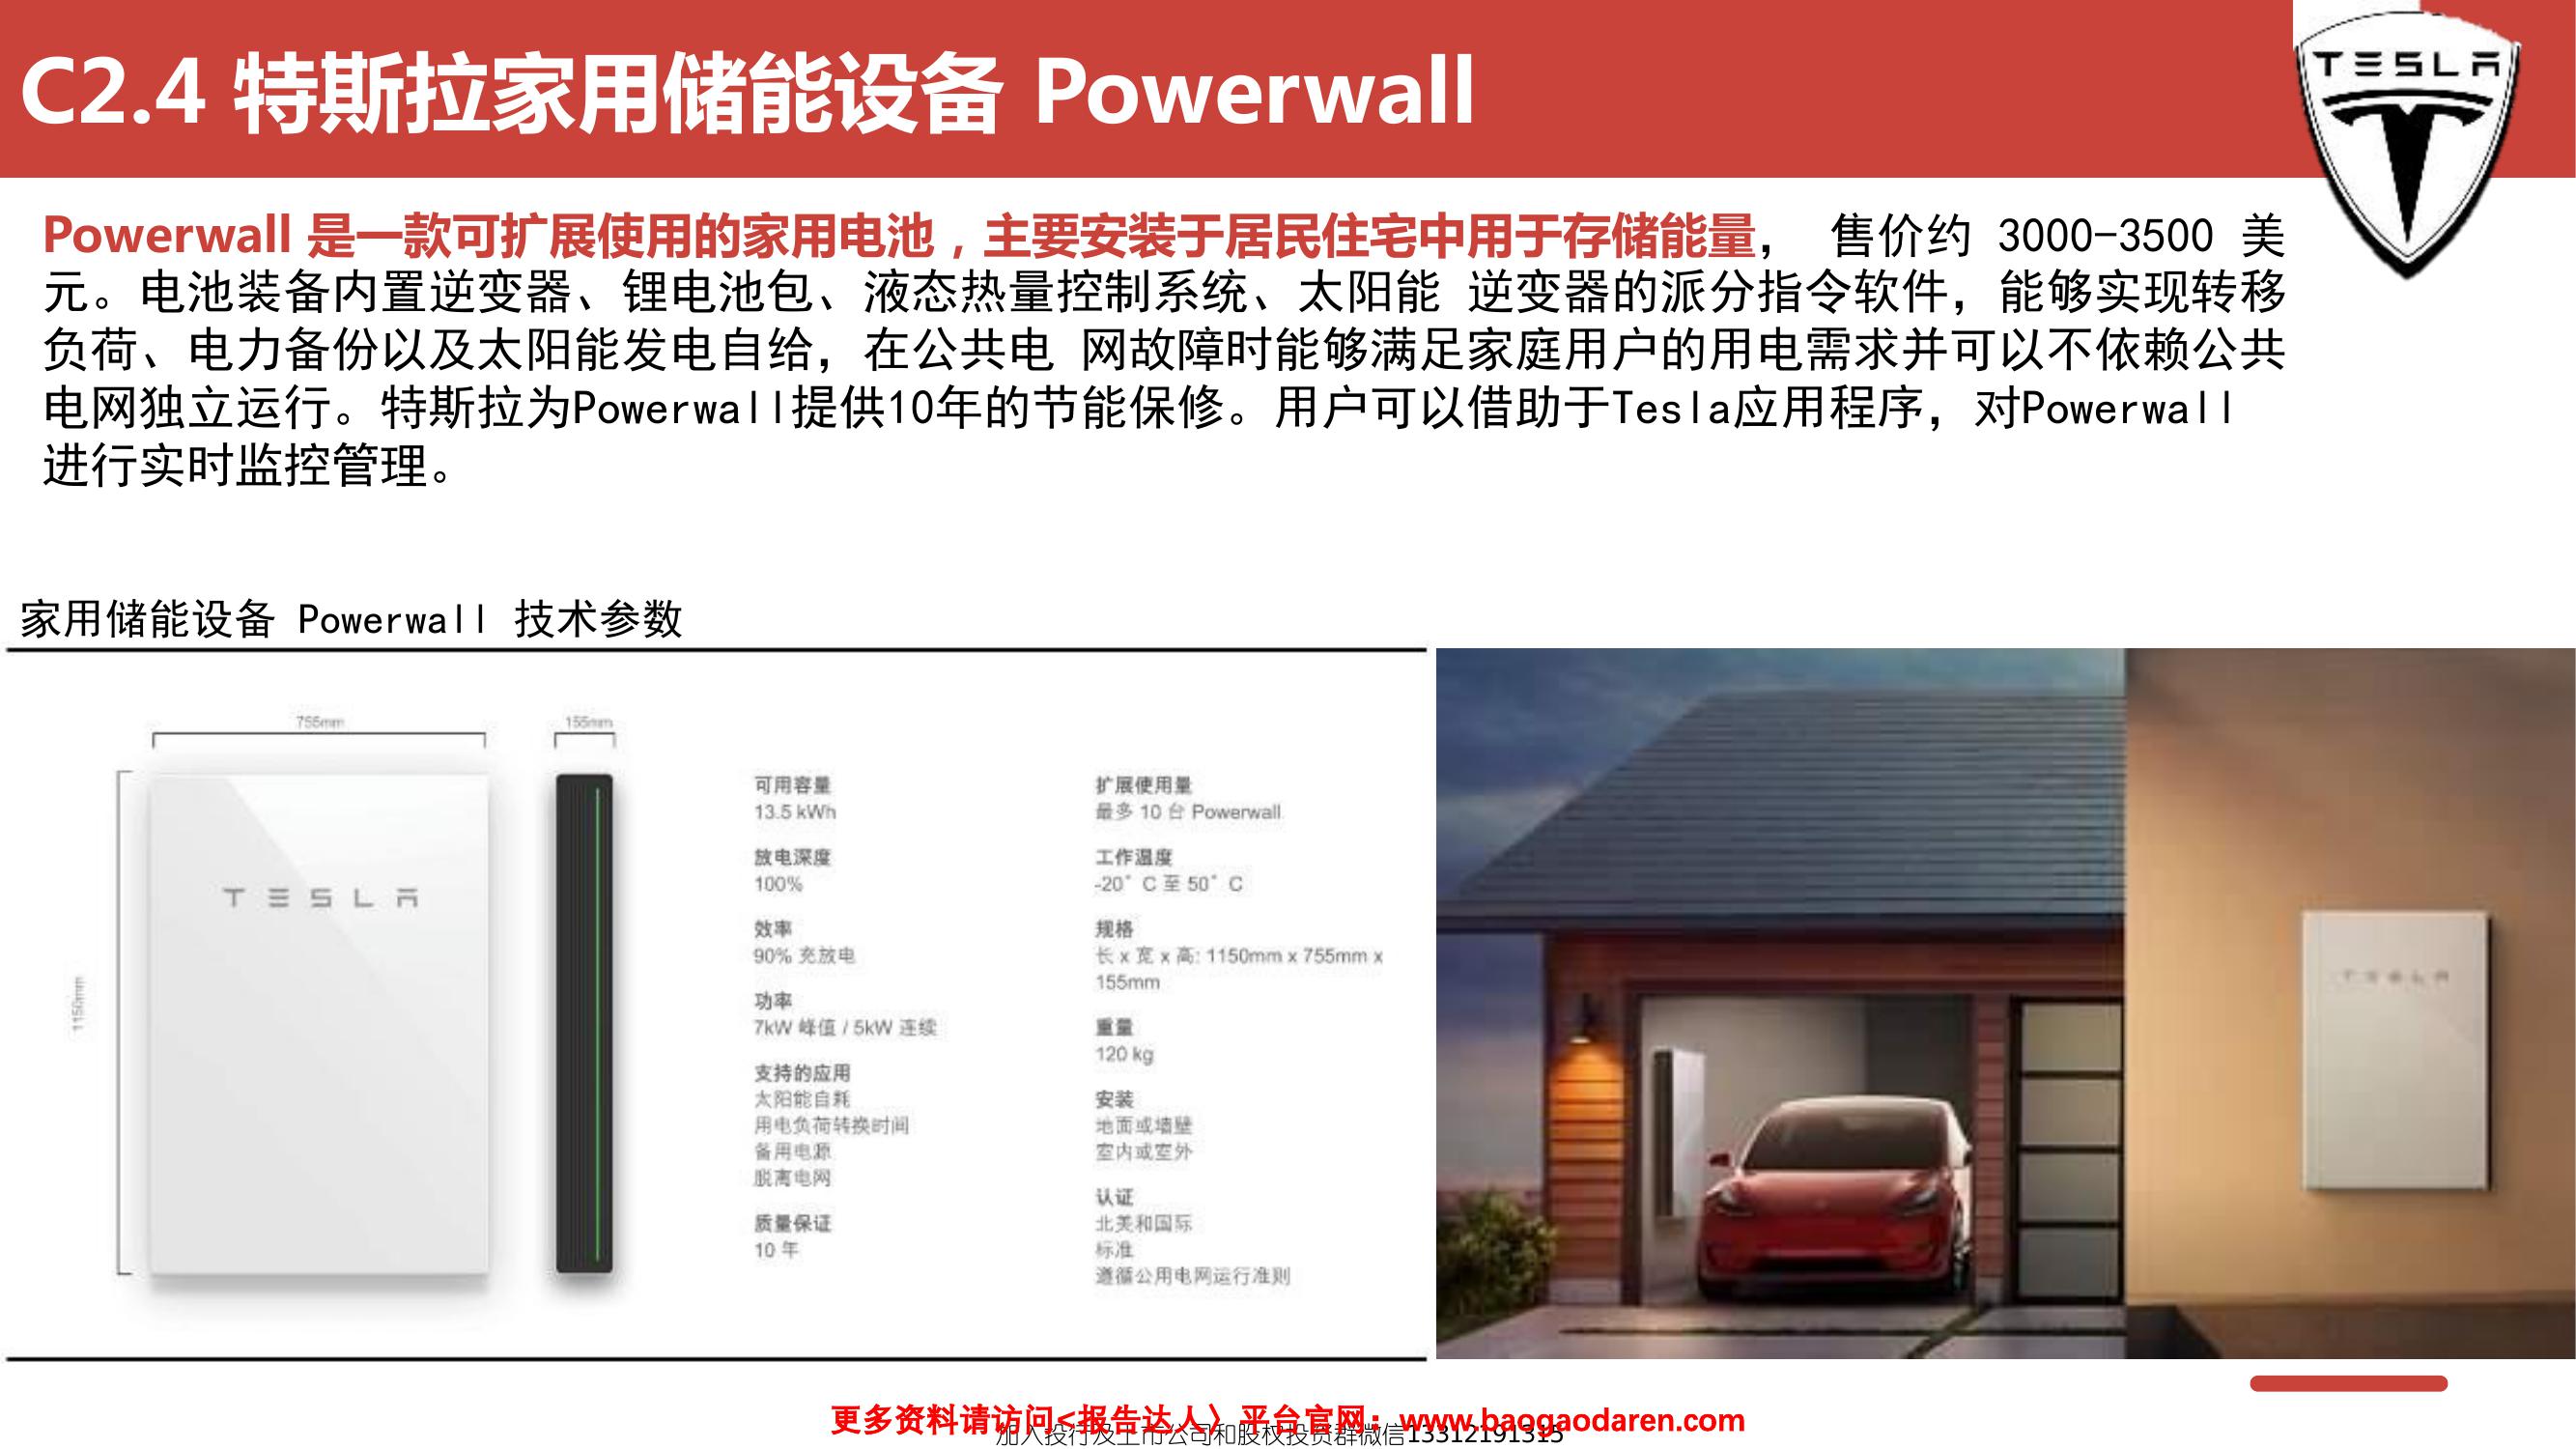 C2.4 特斯拉家用储能设备 Powerwall
TESLA
Powerwall 是一款可扩展使用的家用电池，主要安装于居民住宅中用于存储能量， 售价约 3000-3500 美
元。电池装备内置逆变器、锂电池包、液态热量控制系统、太阳能 逆变器的派分指令软件，能够实现转移
负荷、电力备份以及太阳能发电自给，在公共电 网故障时能够满足家庭用户的用电需求并可以不依赖公共
电网独立运行。特斯拉为Powerwall提供10年的节能保修。用户可以借助于Tesla应用程序，对Powerwall
进行实时监控管理。
家用储能设备 Powerwall 技术参数
755mm
155mm
1150mm
TESLA
可用容量
13.5 kWh
放电深度
100%
效率
90% 充放电
功率
7kW 峰值 / 5kW 连续
支持的应用
太阳能自耗
用电负荷转换时间
备用电源
脱离电网
质量保证
10 年
扩展使用量
最多 10 台 Powerwall
工作温度
-20°C 至 50°C
规格
长 x 宽 x 高: 1150mm x 755mm x
155mm
重量
120 kg
安装
地面或墙壁
室内或室外
认证
北美和国际
标准
遵循公用电网运行准则
TESLA
更多资料请访问<报告达人〉平台官网：www.baogaodaren.com
加入投行及上市公司和股权投资群微信13312191315